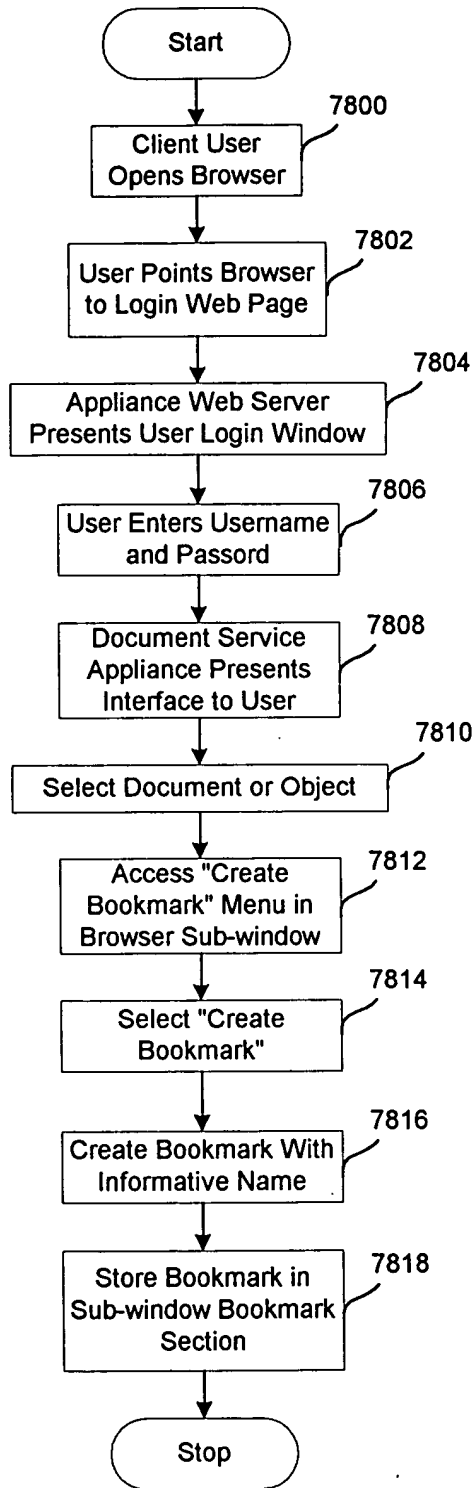 Start
7800
Client User
Opens Browser
7802
User Points Browser
to Login Web Page
7804
Appliance Web Server
Presents User Login Window
7806
User Enters Username
and Passord
7808
Document Service
Appliance Presents
Interface to User
7810
Select Document or Object
7812
Access "Create
Bookmark" Menu in
Browser Sub-window
7814
Select "Create
Bookmark"
7816
Create Bookmark With
Informative Name
7818
Store Bookmark in
Sub-window Bookmark
Section
Stop